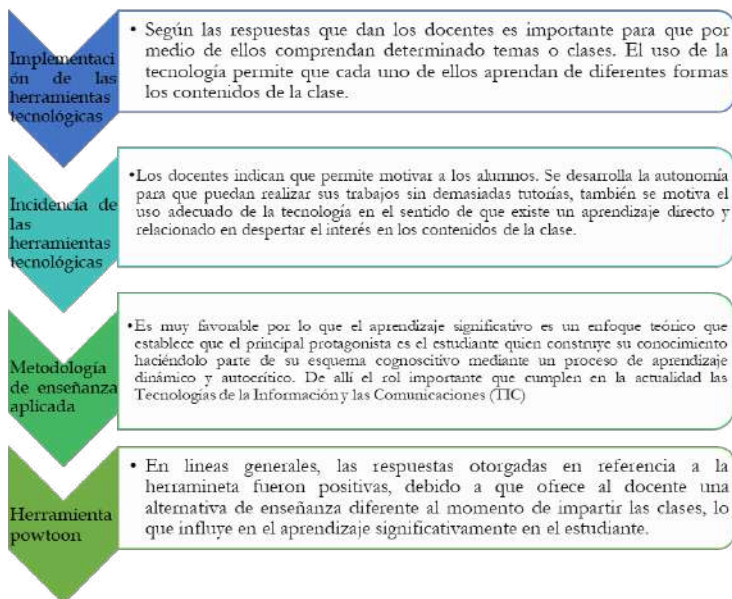 Implementaci
ón de las
herramientas
tecnológicas
• Según las respuestas que dan los docentes es importante para que por
medio de ellos comprendan determinado temas o clases. El uso de la
tecnología permite que cada uno de ellos aprendan de diferentes formas
los contenidos de la clase.
Incidencia de
las
herramientas
tecnológicas
•Los docentes indican que permite motivar a los alumnos. Se desarrolla la autonomía
para que puedan realizar sus trabajos sin demasiadas tutorías, también se motiva el
uso adecuado de la tecnología en el sentido de que existe un aprendizaje directo y
relacionado en despertar el interés en los contenidos de la clase.
Metodología
de enseñanza
aplicada
•Es muy favorable por lo que el aprendizaje significativo es un enfoque teórico que
establece que el principal protagonista es el estudiante quien construye su conocimiento
haciéndolo parte de su esquema cognoscitivo mediante un proceso de aprendizaje
dinámico y autocrítico. De allí el rol importante que cumplen en la actualidad las
Tecnologías de la Información y las Comunicaciones (TIC)
Herramienta
powtoon
• En lineas generales, las respuestas otorgadas en referencia a la
herramineta fueron positivas, debido a que ofrece al docente una
alternativa de enseñanza diferente al momento de impartir las clases, lo
que influye en el aprendizaje significativamente en el estudiante.